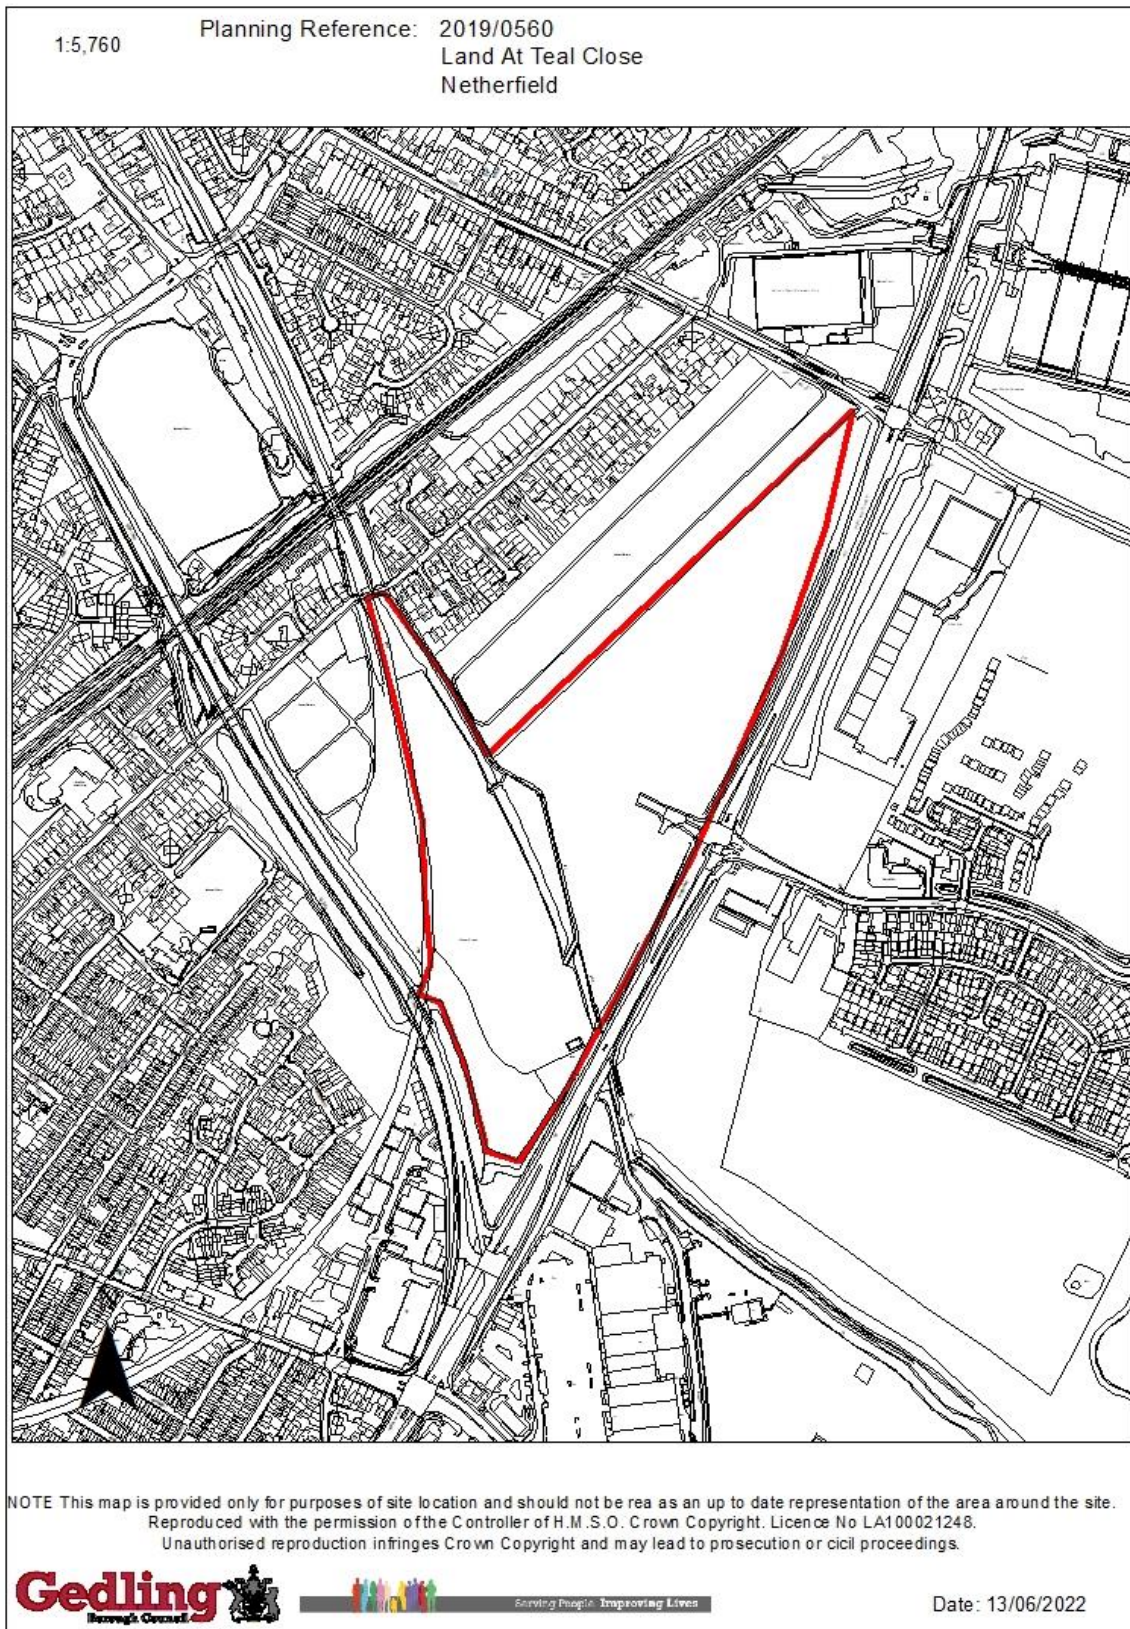 1:5,760
Planning Reference: 2019/0560
Land At Teal Close
Netherfield
NOTE This map is provided only for purposes of site location and should not be rea as an up to date representation of the area around the site.
Reproduced with the permission of the Controller of H.M.S.O. Crown Copyright. Licence No LA100021248.
Unauthorised reproduction infringes Crown Copyright and may lead to prosecution or cicil proceedings.
Gedling
Borough Council
Serving People Improving Lives
Date: 13/06/2022